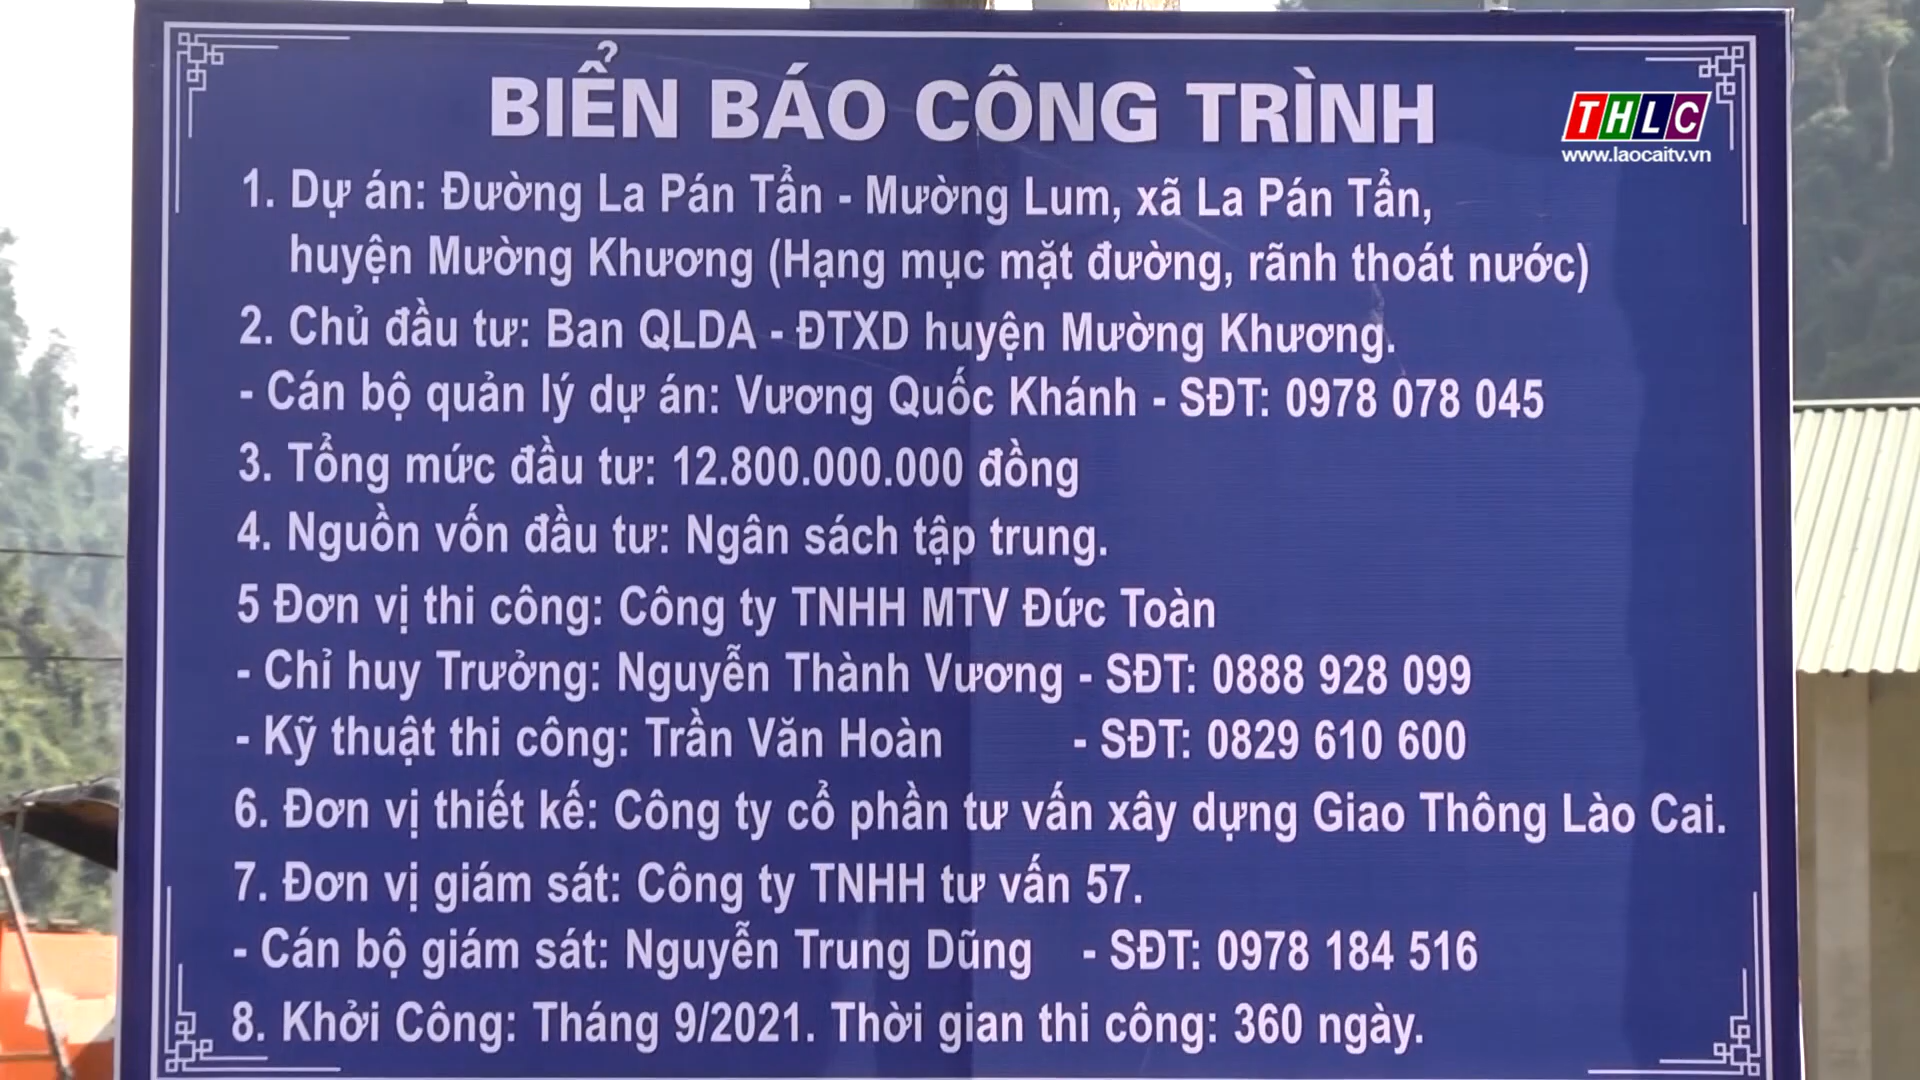 BIỂN BÁO CÔNG TRÌNH
THLC
www.laocaitv.vn
1. Dự án: Đường La Pán Tẩn - Mường Lum, xã La Pán Tẩn,
huyện Mường Khương (Hạng mục mặt đường, rãnh thoát nước)
2. Chủ đầu tư: Ban QLDA - ĐTXD huyện Mường Khương.
- Cán bộ quản lý dự án: Vương Quốc Khánh - SĐT: 0978 078 045
3. Tổng mức đầu tư: 12.800.000.000 đồng
4. Nguồn vốn đầu tư: Ngân sách tập trung.
5 Đơn vị thi công: Công ty TNHH MTV Đức Toàn
- Chỉ huy Trưởng: Nguyễn Thành Vương - SĐT: 0888 928 099
- Kỹ thuật thi công: Trần Văn Hoàn - SĐT: 0829 610 600
6. Đơn vị thiết kế: Công ty cổ phần tư vấn xây dựng Giao Thông Lào Cai.
7. Đơn vị giám sát: Công ty TNHH tư vấn 57.
- Cán bộ giám sát: Nguyễn Trung Dũng - SĐT: 0978 184 516
8. Khởi Công: Tháng 9/2021. Thời gian thi công: 360 ngày.